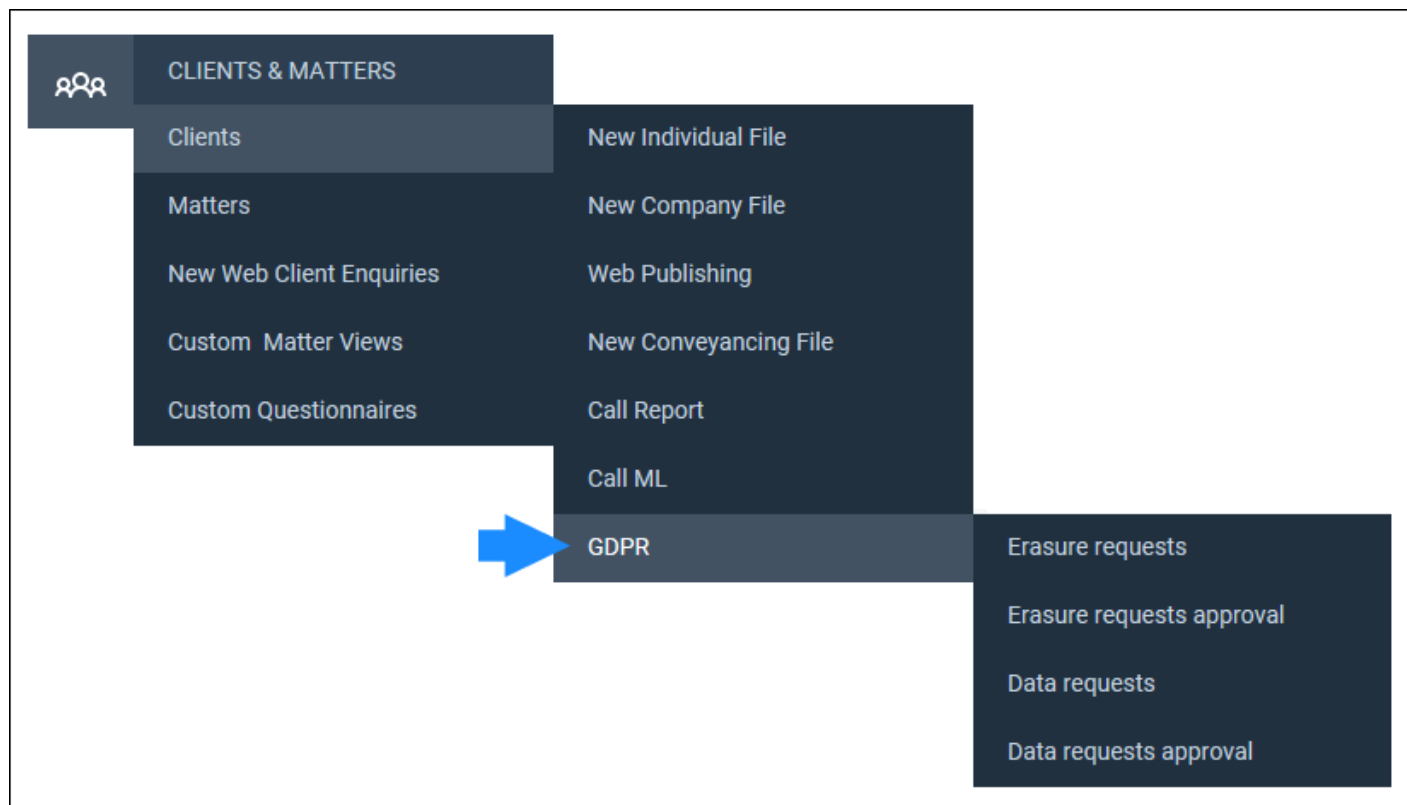 CLIENTS & MATTERS
Clients
Matters
New Web Client Enquiries
Custom  Matter Views
Custom Questionnaires
New Individual File
New Company File
Web Publishing
New Conveyancing File
Call Report
Call ML
GDPR
Erasure requests
Erasure requests approval
Data requests
Data requests approval